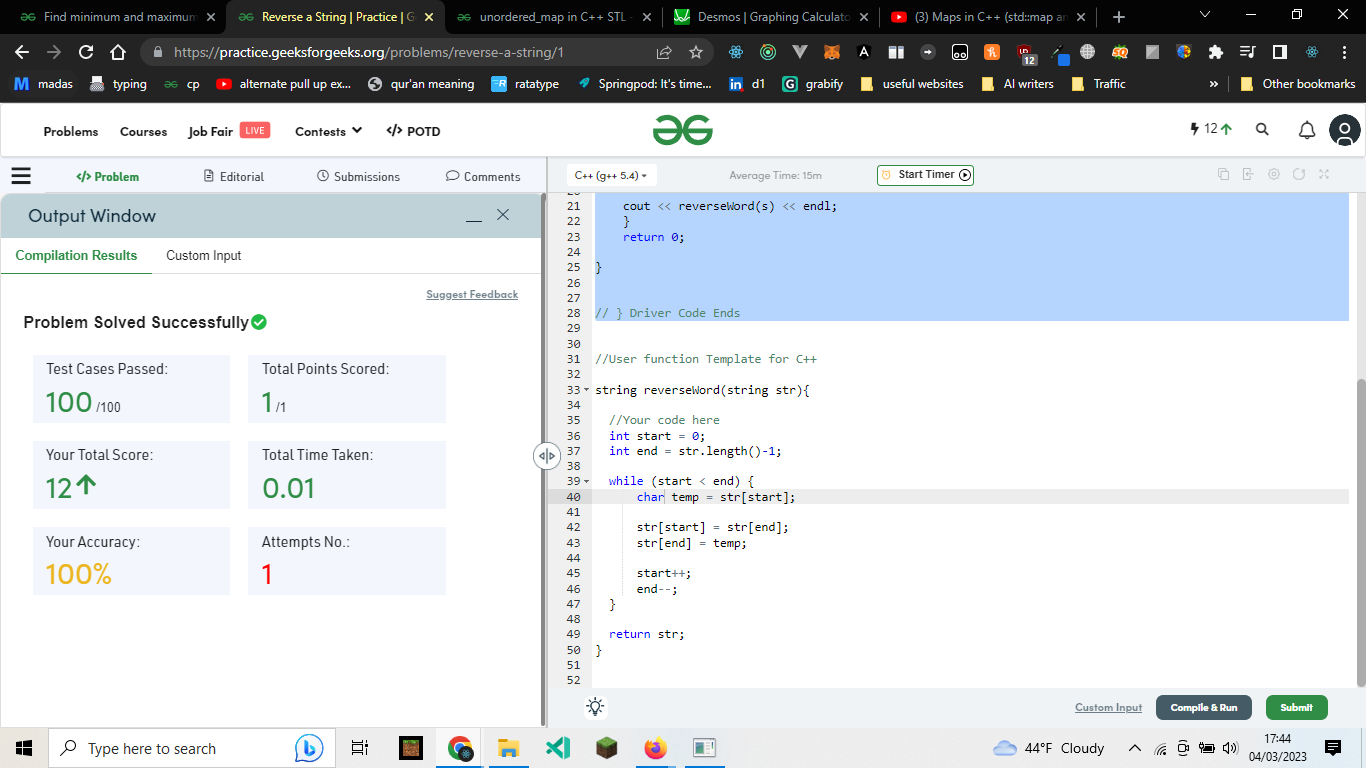 Find minimum and maximum
Reverse a String | Practice | G
unordered_map in C++ STL -
Desmos | Graphing Calculato
(3) Maps in C++ (std::map an
https://practice.geeksforgeeks.org/problems/reverse-a-string/1
12
madas
typing
cp
alternate pull up ex...
qur'an meaning
ratatype
Springpod: It's time...
d1
grabify
useful websites
AI writers
Traffic
»
Other bookmarks
Problems
Courses
Job Fair LIVE
Contests
</> POTD
12
</> Problem
Editorial
Submissions
Comments
C++ (g++ 5.4)
Average Time: 15m
Start Timer
Output Window
Compilation Results
Custom Input
Suggest Feedback
Problem Solved Successfully
Test Cases Passed:
100 /100
Total Points Scored:
1 /1
Your Total Score:
12
Total Time Taken:
0.01
Your Accuracy:
100%
Attempts No.:
1
21 cout << reverseWord(s) << endl;
22 }
23 return 0;
24
25 }
26
27
28 // } Driver Code Ends
29
30
31 //User function Template for C++
32
33 string reverseWord(string str){
34
35 //Your code here
36 int start = 0;
37 int end = str.length()-1;
38
39 while (start < end) {
40 char temp = str[start];
41
42 str[start] = str[end];
43 str[end] = temp;
44
45 start++;
46 end--;
47 }
48
49 return str;
50 }
51
52
Custom Input
Compile & Run
Submit
Type here to search
44°F Cloudy
17:44
04/03/2023